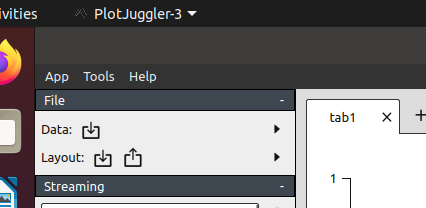 ivities PlotJuggler-3
App Tools Help
File -
Data:
Layout:
Streaming -
tab1 × +
1